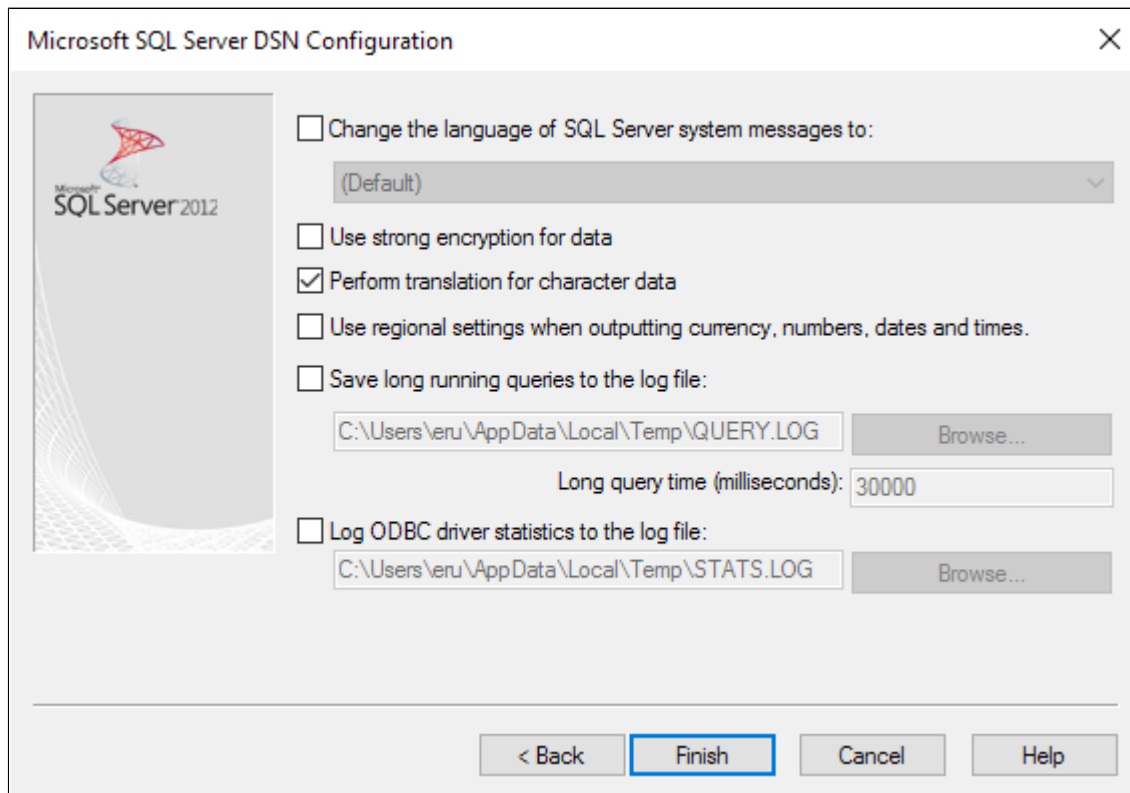 Microsoft SQL Server DSN Configuration
Microsoft
SQL Server 2012
Change the language of SQL Server system messages to:
(Default)
Use strong encryption for data
Perform translation for character data
Use regional settings when outputting currency, numbers, dates and times.
Save long running queries to the log file:
C:\Users\eru\AppData\Local\Temp\QUERY.LOG Browse...
Long query time (milliseconds): 30000
Log ODBC driver statistics to the log file:
C:\Users\eru\AppData\Local\Temp\STATS.LOG Browse...
< Back Finish Cancel Help